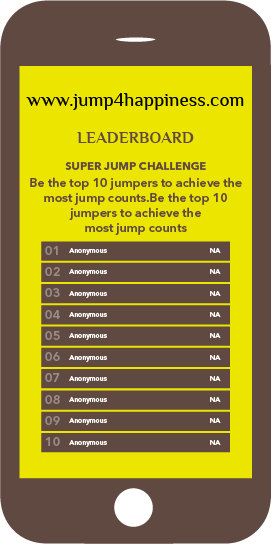 www.jump4happiness.com
LEADERBOARD
SUPER JUMP CHALLENGE
Be the top 10 jumpers to achieve the
most jump counts.Be the top 10
jumpers to achieve the
most jump counts
01 Anonymous NA
02 Anonymous NA
03 Anonymous NA
04 Anonymous NA
05 Anonymous NA
06 Anonymous NA
07 Anonymous NA
08 Anonymous NA
09 Anonymous NA
10 Anonymous NA